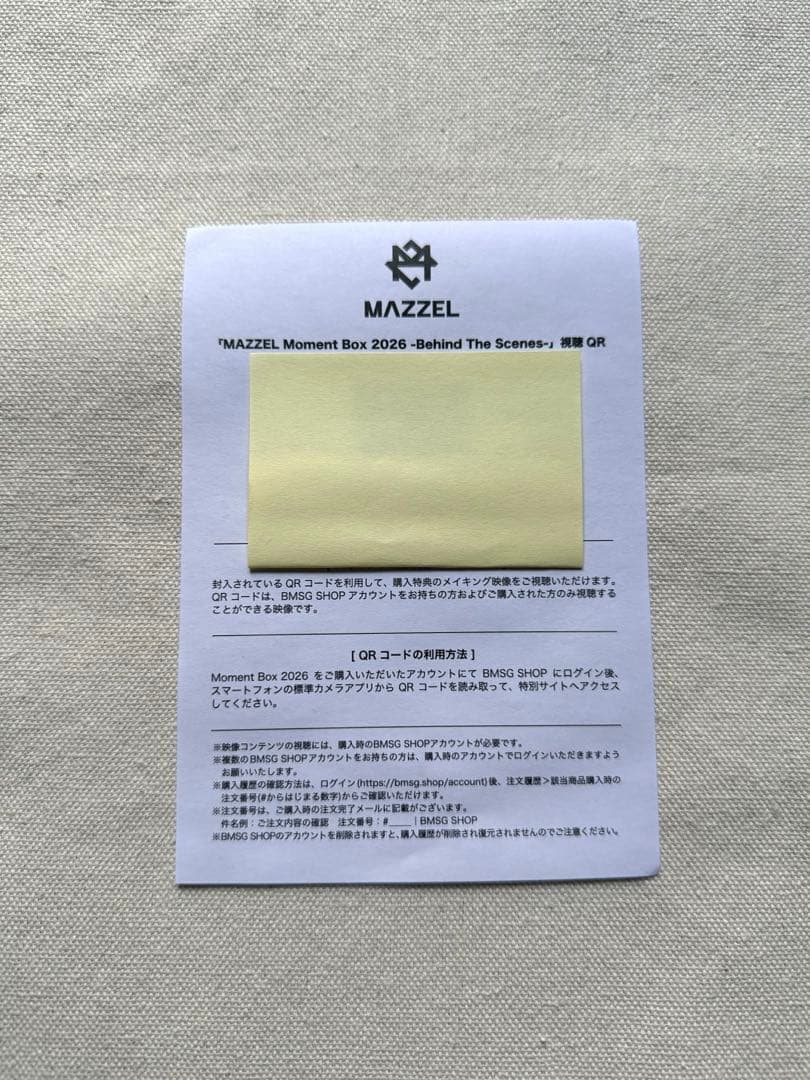 MAZZEL
「MAZZEL Moment Box 2026 -Behind The Scenes-」視聴 QR
封入されている QR コードを利用して、購入特典のメイキング映像をご視聴いただけます。
QR コードは、BMSG SHOP アカウントをお持ちの方およびご購入された方のみ視聴する
ことができる映像です。
[ QR コードの利用方法 ]
Moment Box 2026 をご購入いただいたアカウントにて BMSG SHOP にログイン後、
スマートフォンの標準カメラアプリから QR コードを読み取って、特別サイトへアクセス
してください。
※映像コンテンツの視聴には、購入時のBMSG SHOPアカウントが必要です。
※複数のBMSG SHOPアカウントをお持ちの方は、購入時のアカウントでログインいただきますよう
お願いいたします。
※購入履歴の確認方法は、ログイン(https://bmsg.shop/account)後、注文履歴>該当商品購入時の
注文番号(#からはじまる数字)からご確認いただけます。
※注文番号は、ご購入時の注文完了メールに記載がございます。
件名例：ご注文内容の確認 注文番号：#____ | BMSG SHOP
※BMSG SHOPのアカウントを削除されますと、購入履歴が削除され復元されませんのでご注意ください。